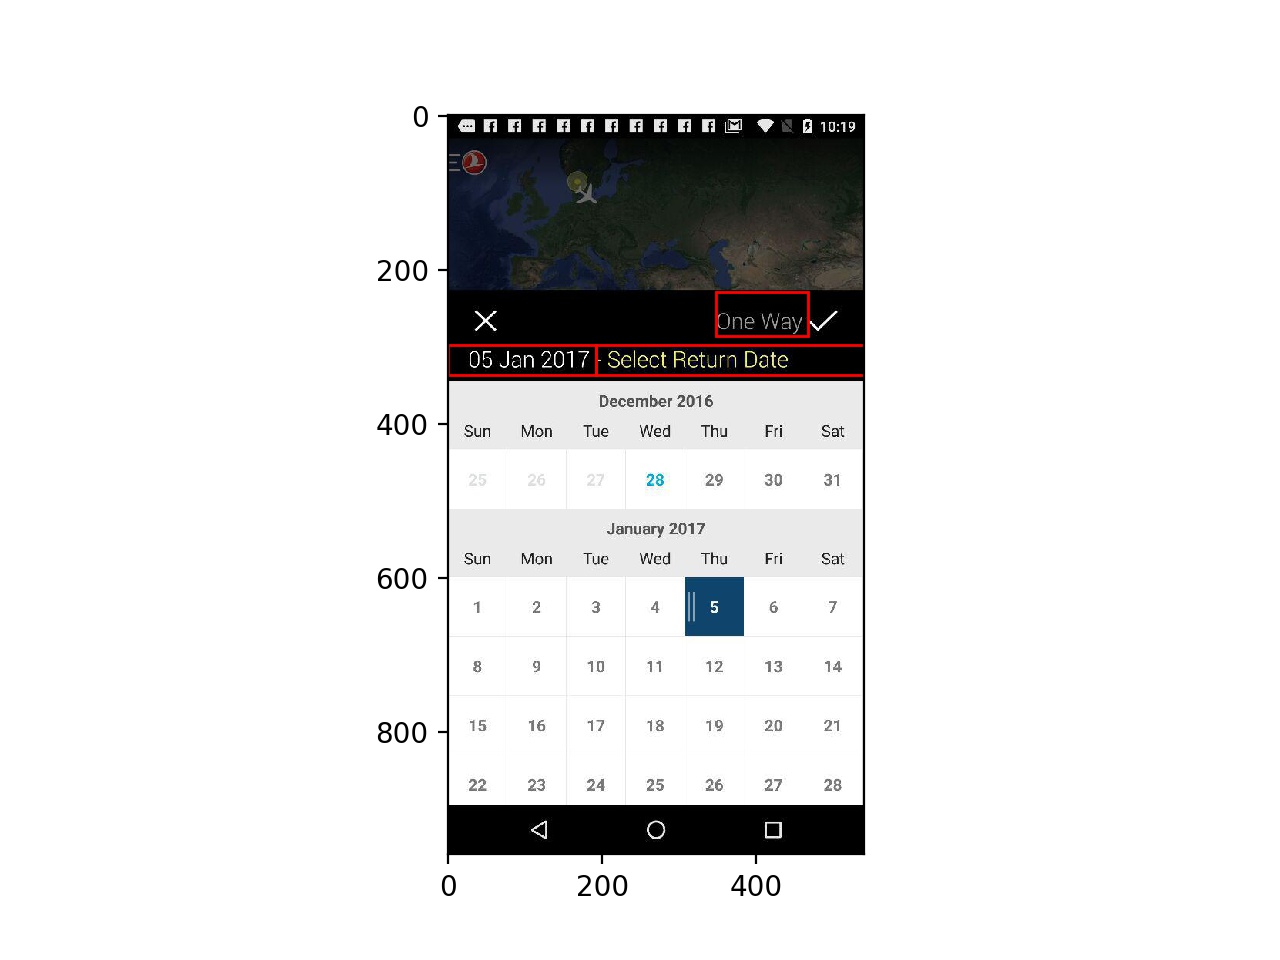 0
200
400
600
800
0 200 400
10:19
One Way
05 Jan 2017 - Select Return Date
December 2016
Sun Mon Tue Wed Thu Fri Sat
25 26 27 28 29 30 31
January 2017
Sun Mon Tue Wed Thu Fri Sat
1 2 3 4 5 6 7
8 9 10 11 12 13 14
15 16 17 18 19 20 21
22 23 24 25 26 27 28